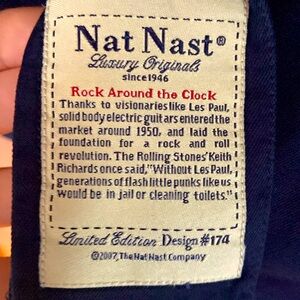 Nat Nast®
Luxury Originals
since1946
Rock Around the Clock
Thanks to visionaries like Les Paul,
solid body electric guitars entered the
market around 1950, and laid the
foundation for a rock and roll
revolution. The Rolling Stones' Keith
Richards once said,"Without Les Paul,
generations of flash little punks like us
would be in jail or cleaning toilets."
Limited Edition Design #174
©2007, The Nat Nast Company